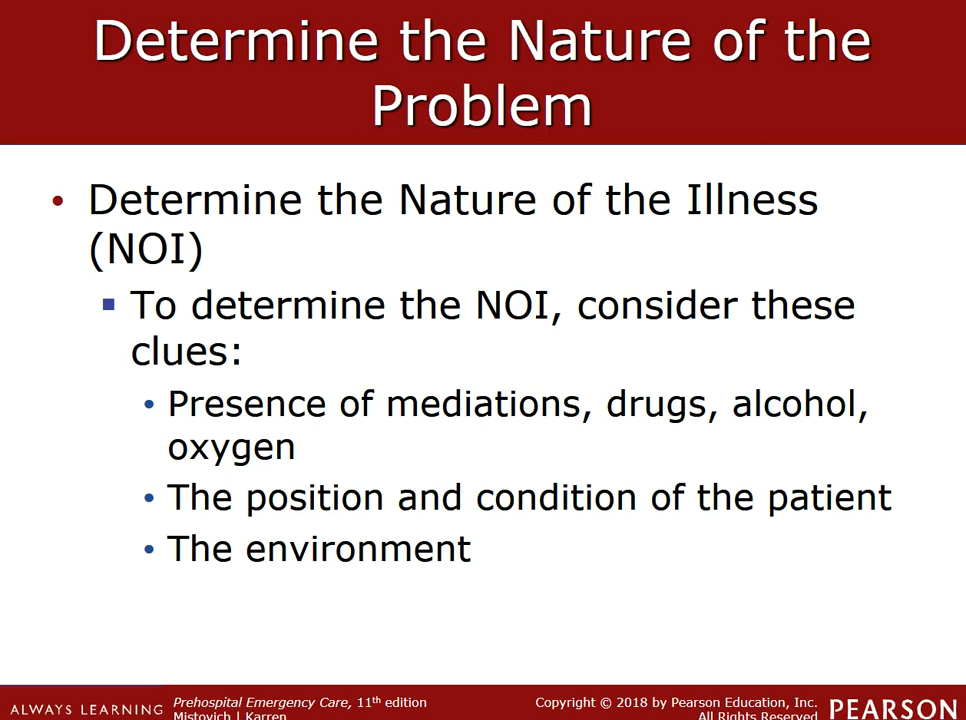 Determine the Nature of the
Problem
• Determine the Nature of the Illness
(NOI)
▪ To determine the NOI, consider these
clues:
• Presence of mediations, drugs, alcohol,
oxygen
• The position and condition of the patient
• The environment
ALWAYS LEARNING
Prehospital Emergency Care, 11th edition
Mistovich | Karren
Copyright © 2018 by Pearson Education, Inc.
All Rights Reserved
PEARSON